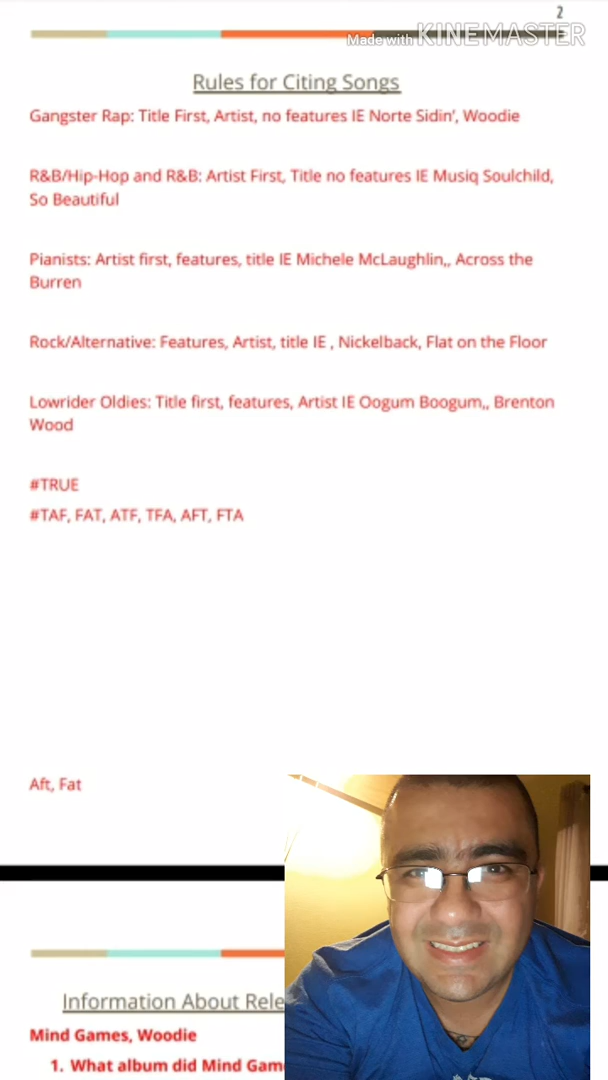 2
Made with KINEMASTER
Rules for Citing Songs
Gangster Rap: Title First, Artist, no features IE Norte Sidin', Woodie
R&B/Hip-Hop and R&B: Artist First, Title no features IE Musiq Soulchild,
So Beautiful
Pianists: Artist first, features, title IE Michele McLaughlin,, Across the
Burren
Rock/Alternative: Features, Artist, title IE , Nickelback, Flat on the Floor
Lowrider Oldies: Title first, features, Artist IE Oogum Boogum,, Brenton
Wood
#TRUE
#TAF, FAT, ATF, TFA, AFT, FTA
Aft, Fat
Information About Rele
Mind Games, Woodie
1. What album did Mind Gam